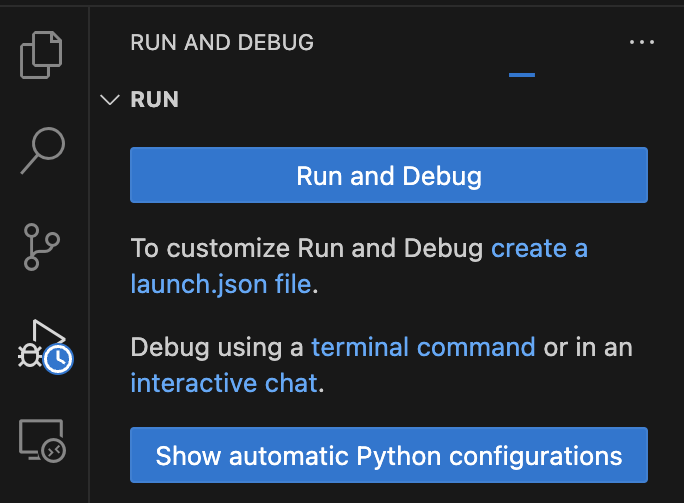 RUN AND DEBUG
RUN
Run and Debug
To customize Run and Debug create a
launch.json file.
Debug using a terminal command or in an
interactive chat.
Show automatic Python configurations